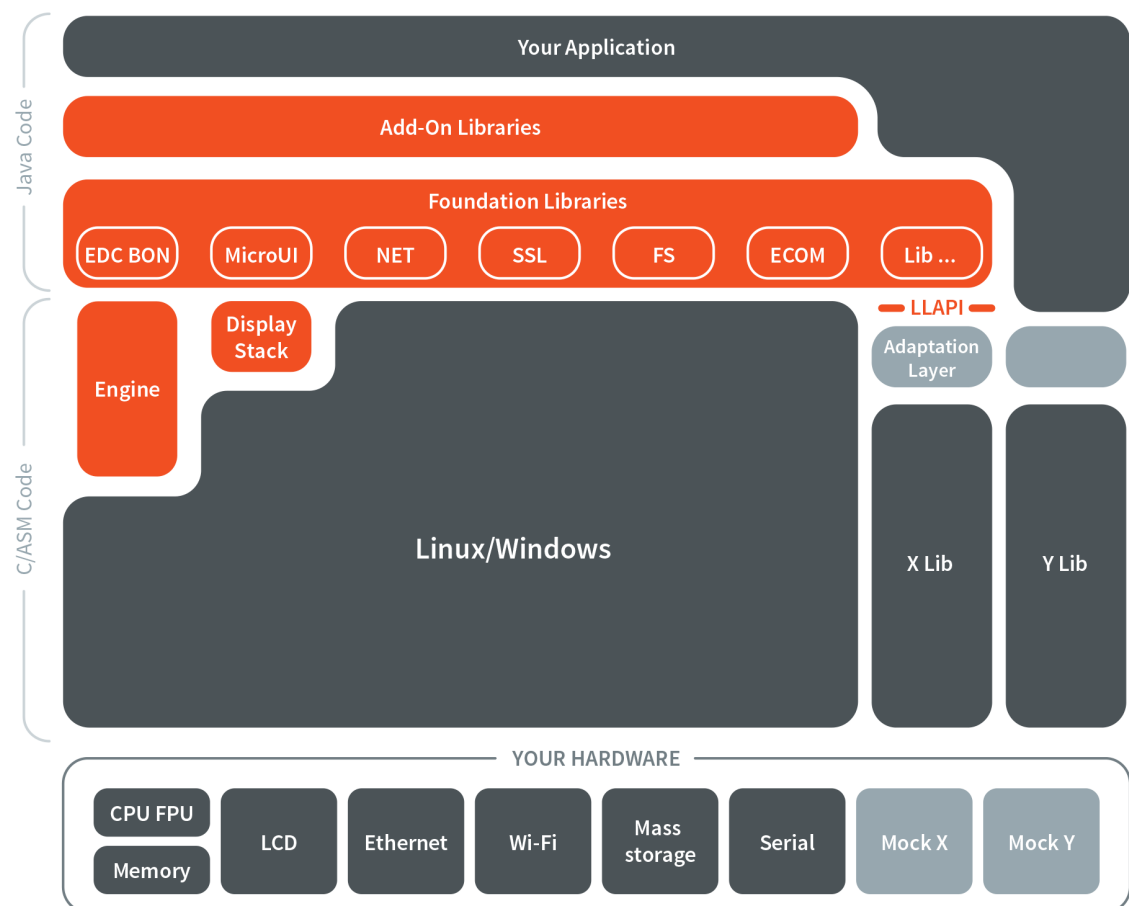 Java Code
Your Application
Add-On Libraries
Foundation Libraries
EDC BON
MicroUI
NET
SSL
FS
ECOM
Lib ...
C/ASM Code
Engine
Display
Stack
LLAPI
Adaptation
Layer
Linux/Windows
X Lib
Y Lib
YOUR HARDWARE
CPU FPU
Memory
LCD
Ethernet
Wi-Fi
Mass
storage
Serial
Mock X
Mock Y